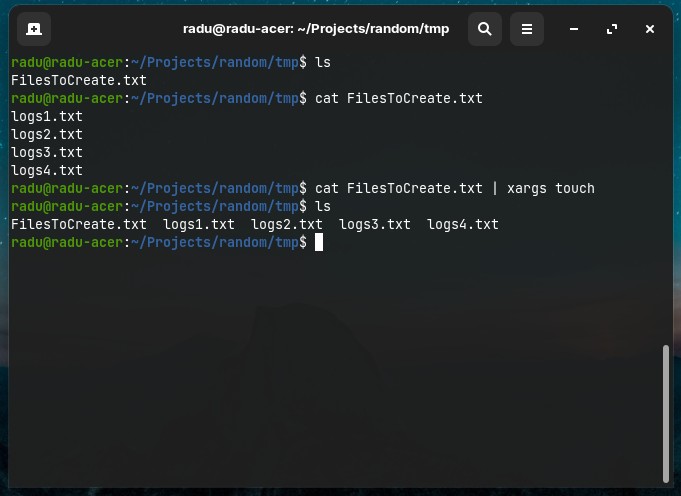 radu@radu-acer: ~/Projects/random/tmp
radu@radu-acer:~/Projects/random/tmp$ ls
FilesToCreate.txt
radu@radu-acer:~/Projects/random/tmp$ cat FilesToCreate.txt
logs1.txt
logs2.txt
logs3.txt
logs4.txt
radu@radu-acer:~/Projects/random/tmp$ cat FilesToCreate.txt | xargs touch
radu@radu-acer:~/Projects/random/tmp$ ls
FilesToCreate.txt  logs1.txt  logs2.txt  logs3.txt  logs4.txt
radu@radu-acer:~/Projects/random/tmp$